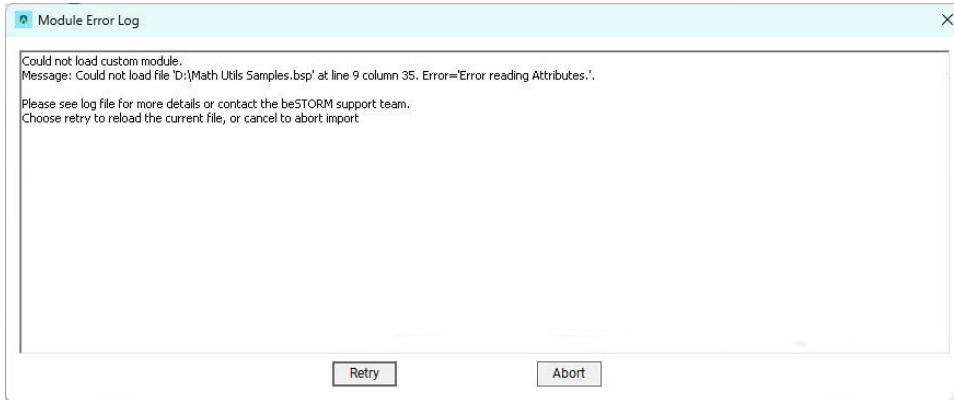 Module Error Log
Could not load custom module.
Message: Could not load file 'D:\Math Utils Samples.bsp' at line 9 column 35. Error='Error reading Attributes.'.
Please see log file for more details or contact the beSTORM support team.
Choose retry to reload the current file, or cancel to abort import
Retry
Abort